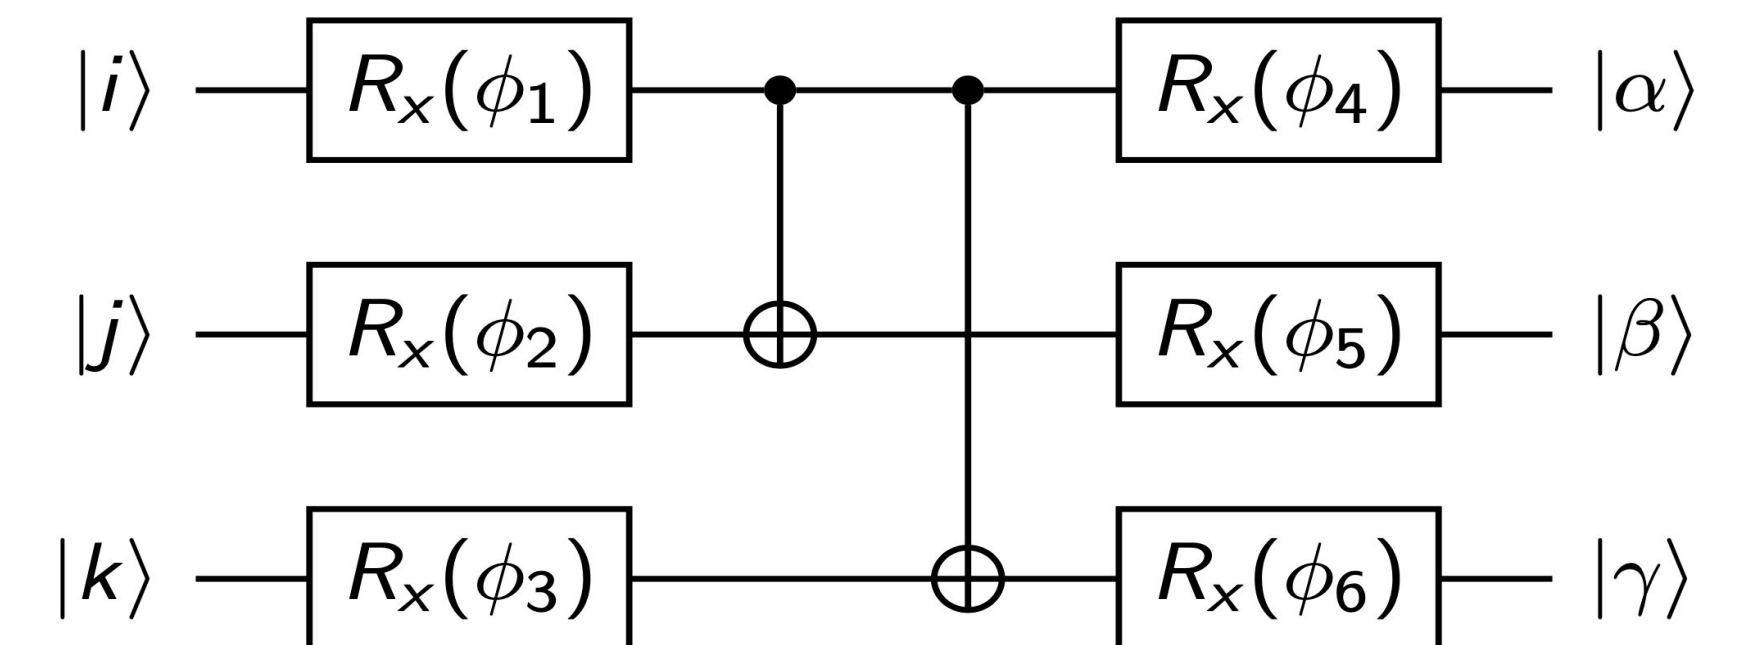 |i⟩ Rₓ(ϕ₁) Rₓ(ϕ₄) |α⟩
|j⟩ Rₓ(ϕ₂) Rₓ(ϕ₅) |β⟩
|k⟩ Rₓ(ϕ₃) Rₓ(ϕ₆) |γ⟩